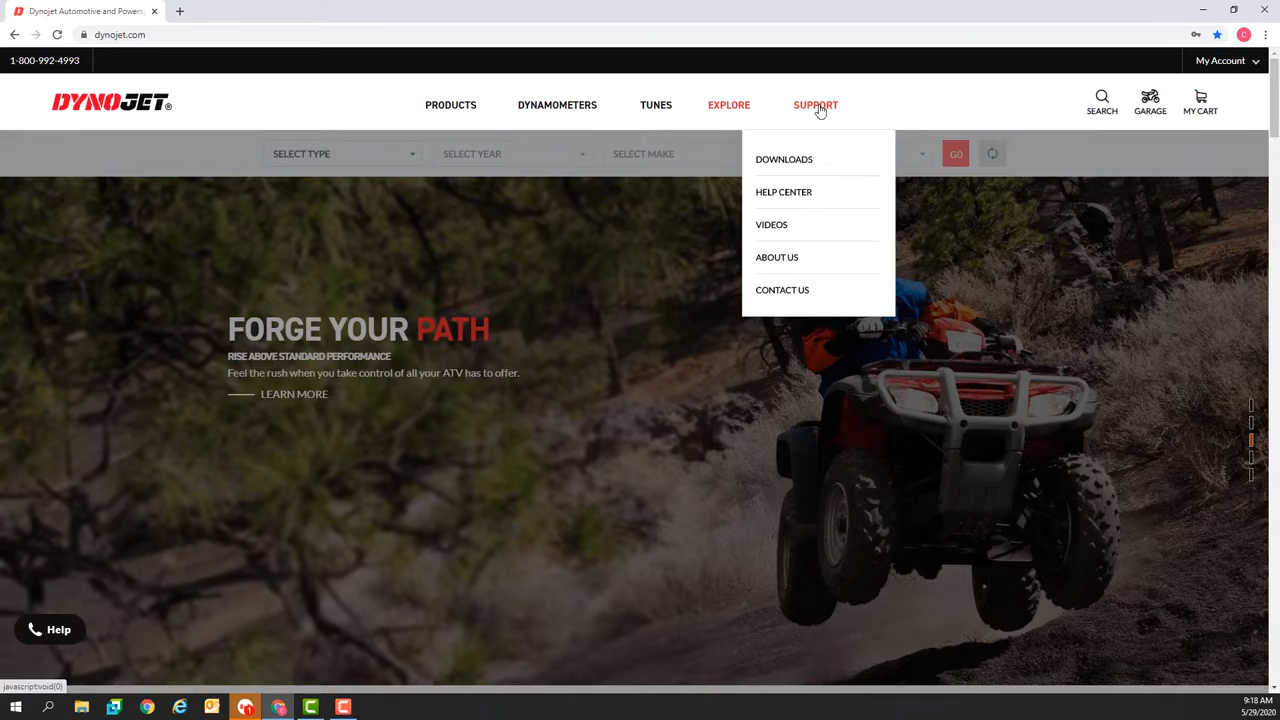 Dynojet Automotive and Powersp
dynojet.com
1-800-992-4993
My Account
DYNOJET
PRODUCTS
DYNAMOMETERS
TUNES
EXPLORE
SUPPORT
SEARCH
GARAGE
MY CART
SELECT TYPE
SELECT YEAR
SELECT MAKE
GO
DOWNLOADS
HELP CENTER
VIDEOS
ABOUT US
CONTACT US
FORGE YOUR PATH
RISE ABOVE STANDARD PERFORMANCE
Feel the rush when you take control of all your ATV has to offer.
LEARN MORE
Help
javascript:void(0)
9:18 AM
5/29/2020